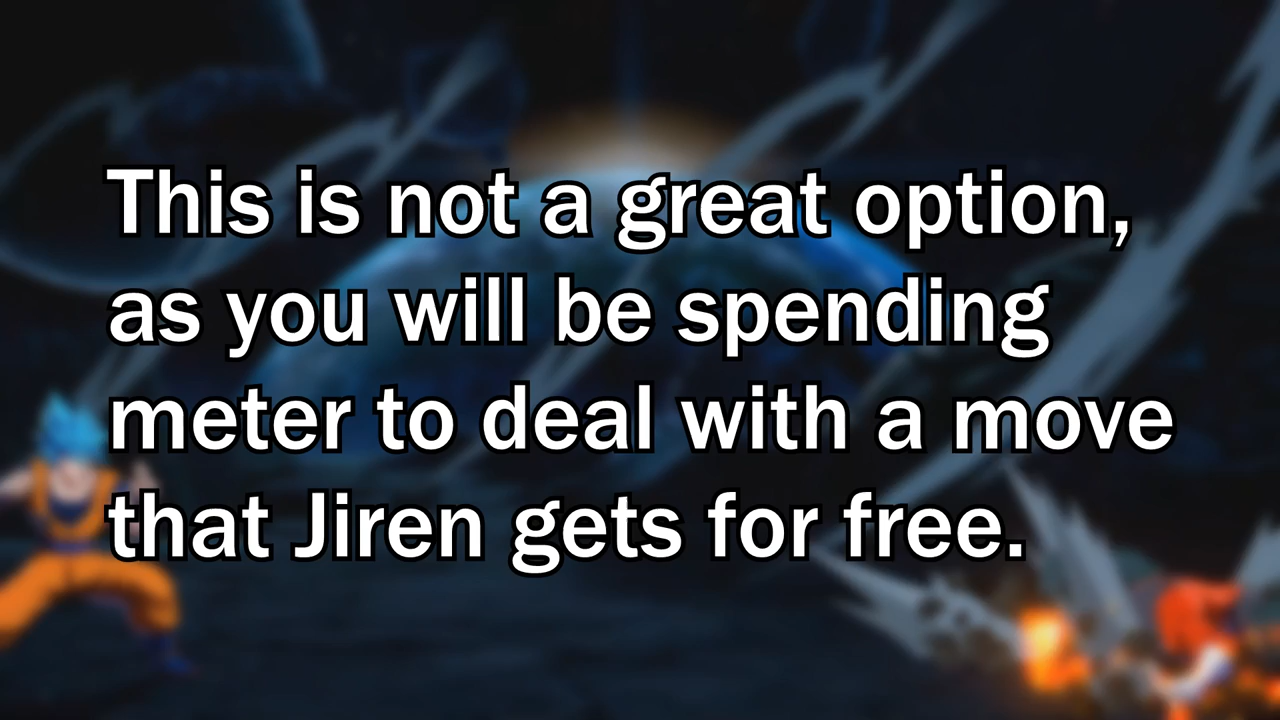 This is not a great option,
as you will be spending
meter to deal with a move
that Jiren gets for free.